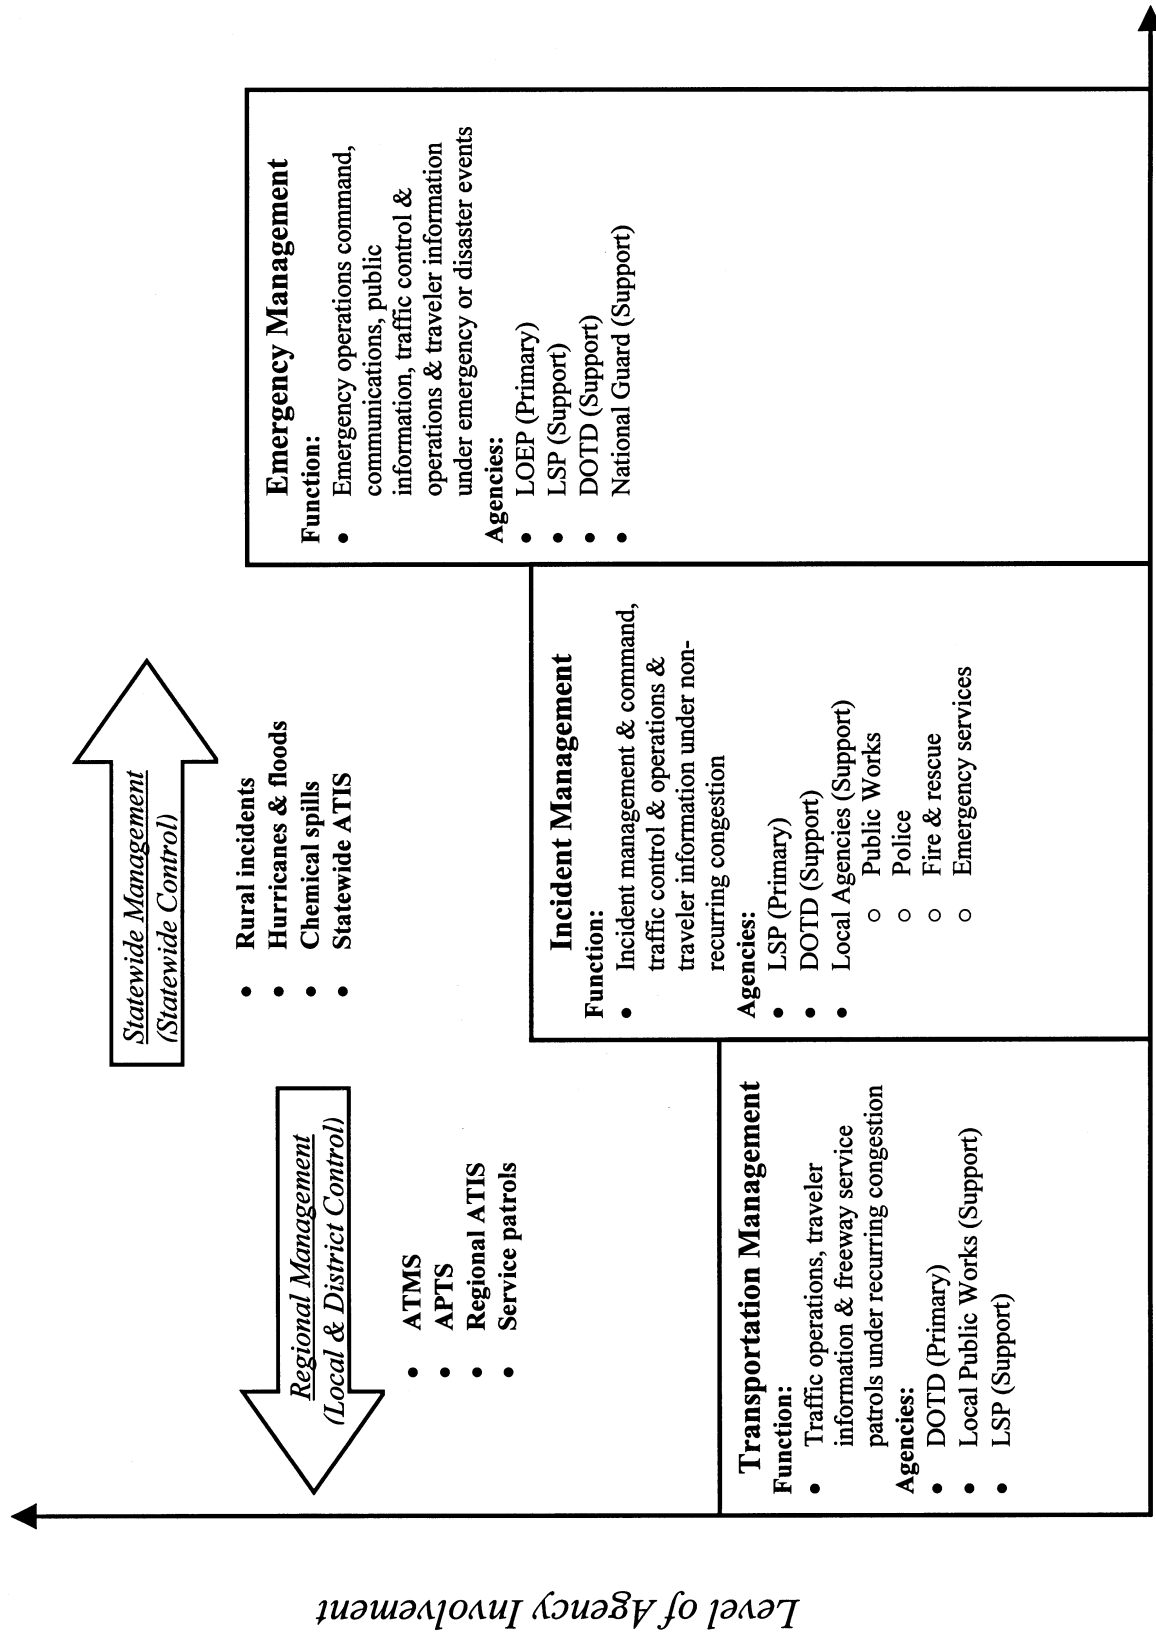 Level of Agency Involvement
Regional Management
(Local & District Control)
• ATMS
• APTS
• Regional ATIS
• Service patrols
Statewide Management
(Statewide Control)
• Rural incidents
• Hurricanes & floods
• Chemical spills
• Statewide ATIS
Transportation Management
Function:
• Traffic operations, traveler
information & freeway service
patrols under recurring congestion
Agencies:
• DOTD (Primary)
• Local Public Works (Support)
• LSP (Support)
Incident Management
Function:
• Incident management & command,
traffic control & operations &
traveler information under non-
recurring congestion
Agencies:
• LSP (Primary)
• DOTD (Support)
• Local Agencies (Support)
○ Public Works
○ Police
○ Fire & rescue
○ Emergency services
Emergency Management
Function:
• Emergency operations command,
communications, public
information, traffic control &
operations & traveler information
under emergency or disaster events
Agencies:
• LOEP (Primary)
• LSP (Support)
• DOTD (Support)
• National Guard (Support)